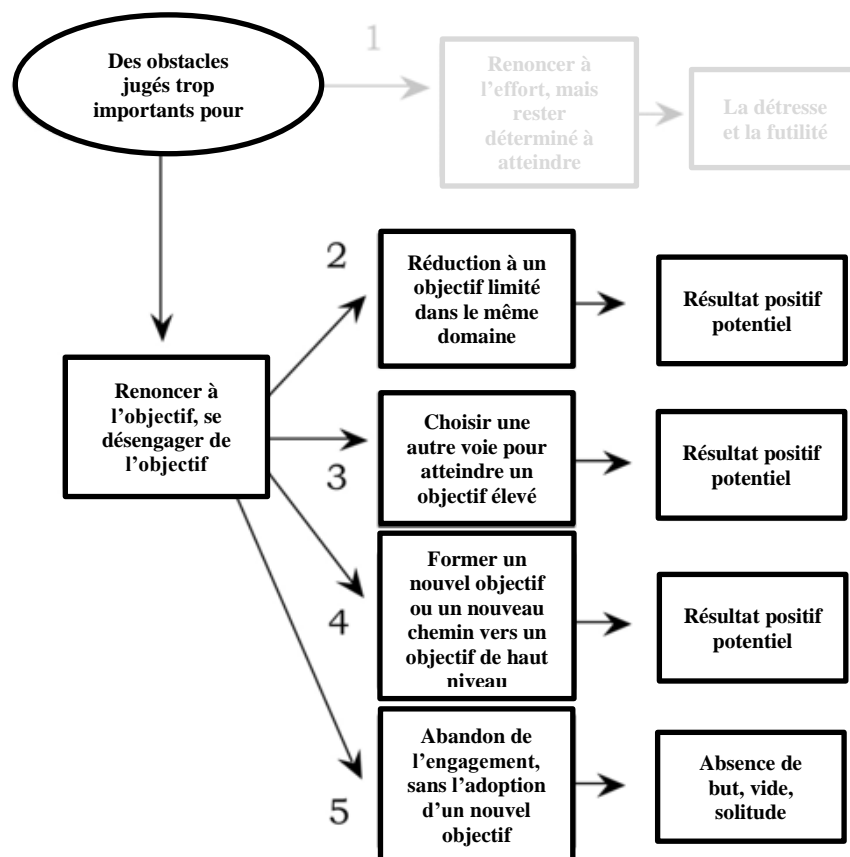 Des obstacles
jugés trop
importants pour
1
Renoncer à
l'effort, mais
rester
déterminé à
atteindre
La détresse
et la futilité
Renoncer à
l'objectif, se
désengager de
l'objectif
2
Réduction à un
objectif limité
dans le même
domaine
Résultat positif
potentiel
3
Choisir une
autre voie pour
atteindre un
objectif élevé
Résultat positif
potentiel
4
Former un
nouvel objectif
ou un nouveau
chemin vers un
objectif de haut
niveau
Résultat positif
potentiel
5
Abandon de
l'engagement,
sans l'adoption
d'un nouvel
objectif
Absence de
but, vide,
solitude